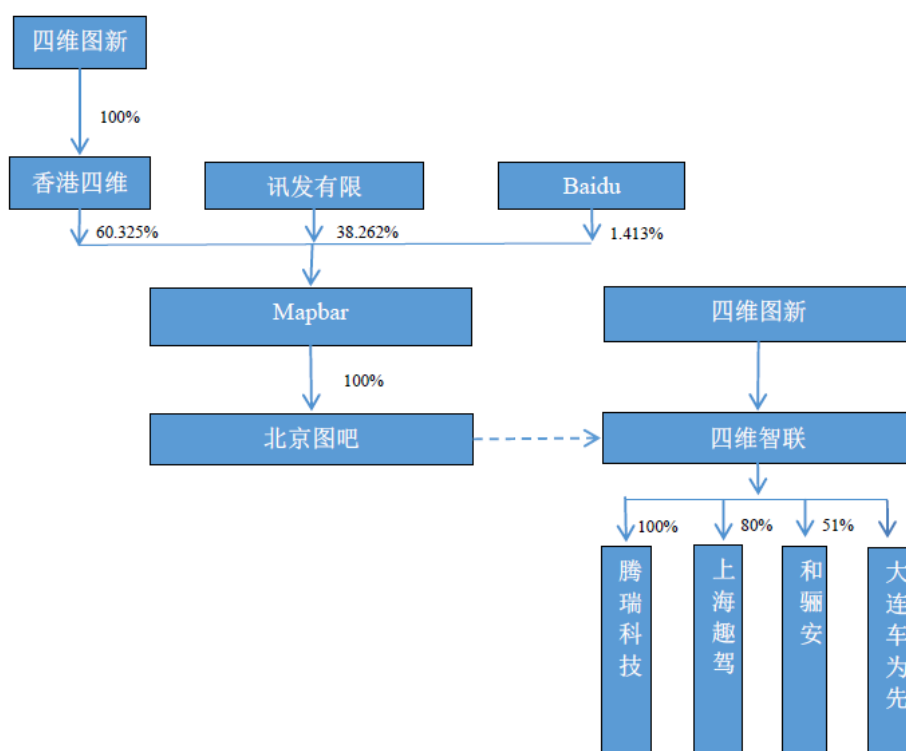 四维图新
100%
香港四维
讯发有限
Baidu
60.325%
38.262%
1.413%
Mapbar
四维图新
100%
北京图吧
四维智联
100%
80%
51%
腾瑞科技
上海趣驾
和骊安
大连车为先